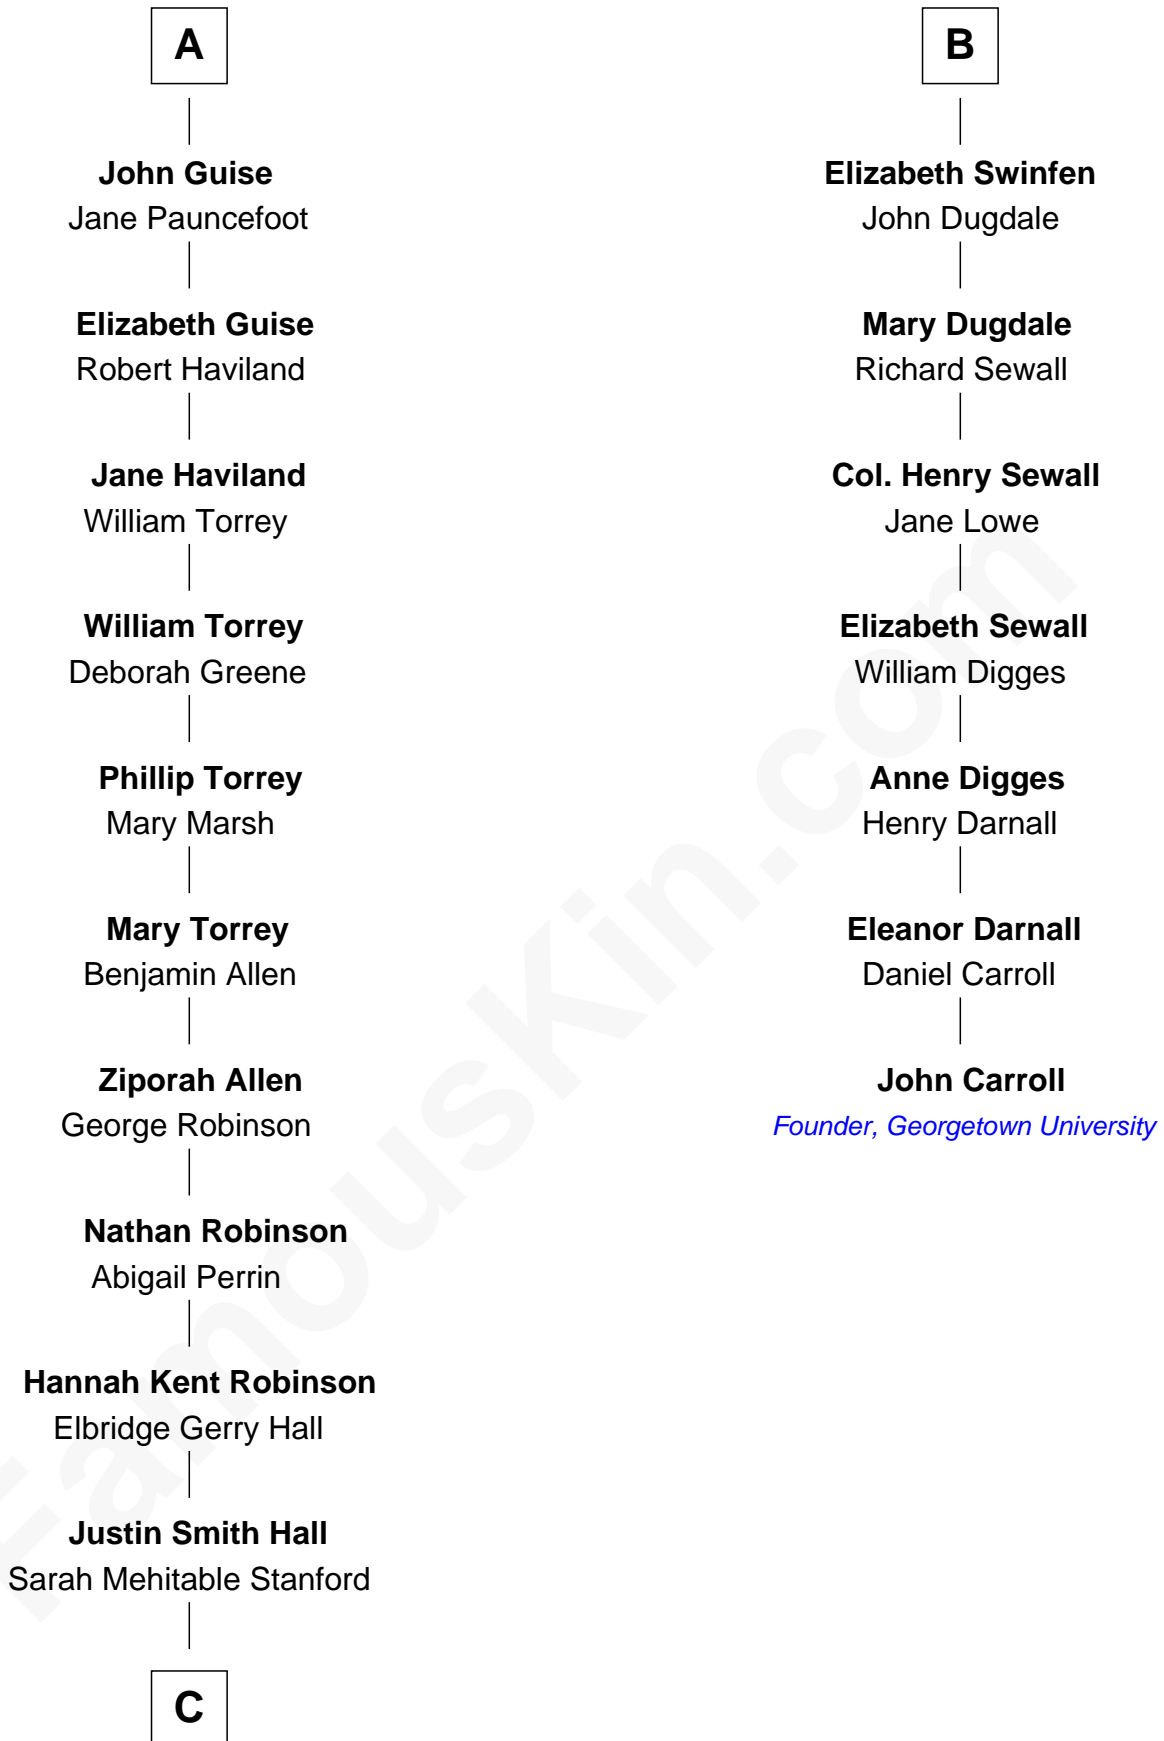 A
John Guise
Jane Pauncefoot
Elizabeth Guise
Robert Haviland
Jane Haviland
William Torrey
William Torrey
Deborah Greene
Phillip Torrey
Mary Marsh
Mary Torrey
Benjamin Allen
Ziporah Allen
George Robinson
Nathan Robinson
Abigail Perrin
Hannah Kent Robinson
Elbridge Gerry Hall
Justin Smith Hall
Sarah Mehitable Stanford
C
B
Elizabeth Swinfen
John Dugdale
Mary Dugdale
Richard Sewall
Col. Henry Sewall
Jane Lowe
Elizabeth Sewall
William Digges
Anne Digges
Henry Darnall
Eleanor Darnall
Daniel Carroll
John Carroll
Founder, Georgetown University
FamousKin.com